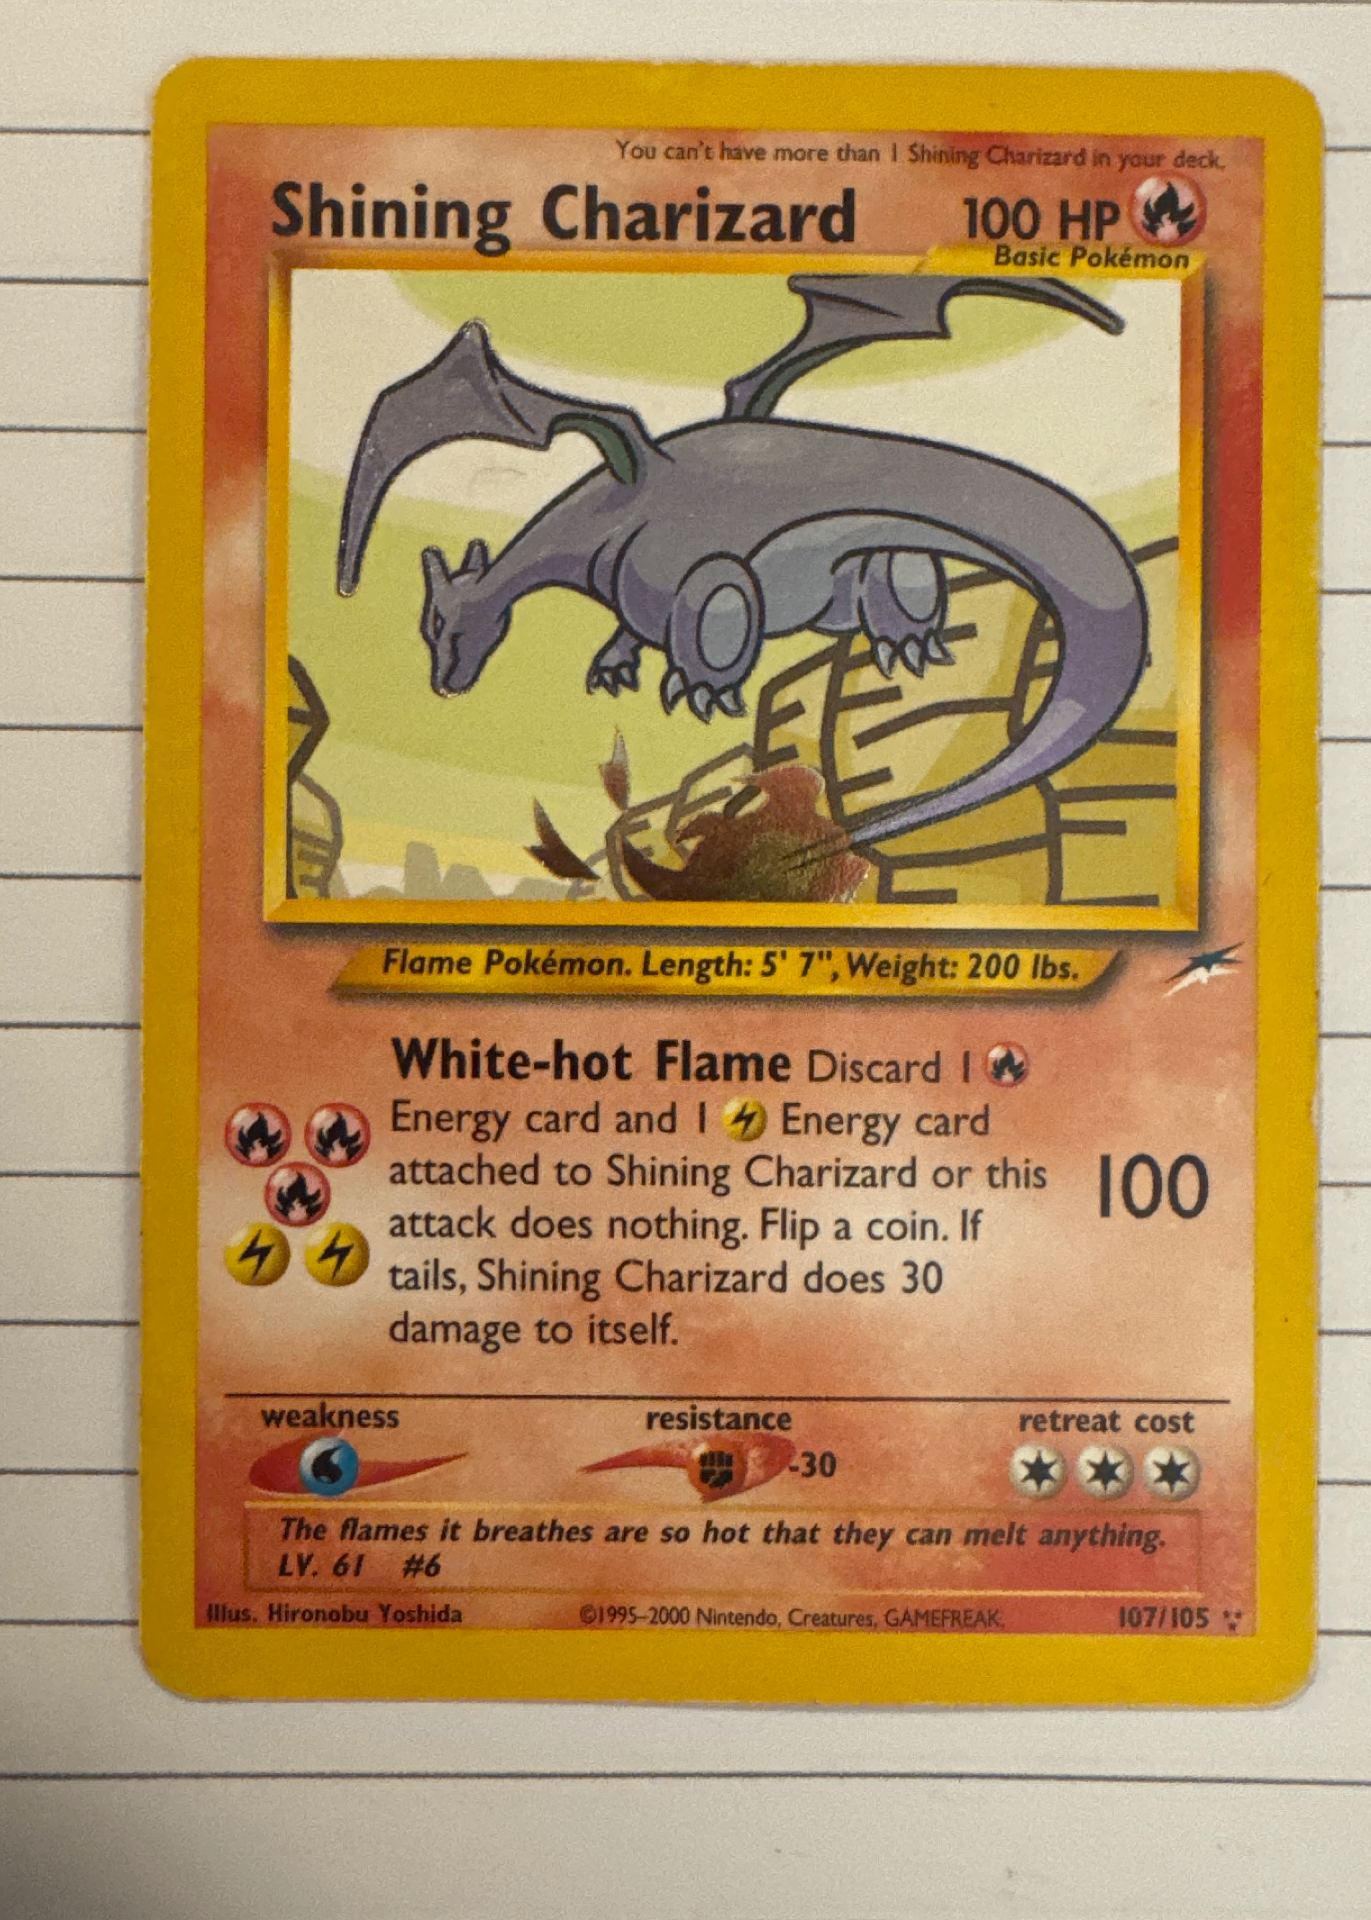 You can't have more than 1 Shining Charizard in your deck.
Shining Charizard 100 HP
Basic Pokémon
Flame Pokémon. Length: 5' 7", Weight: 200 lbs.
White-hot Flame Discard 1
Energy card and 1 Energy card
attached to Shining Charizard or this
attack does nothing. Flip a coin. If
tails, Shining Charizard does 30
damage to itself.
100
weakness resistance retreat cost
-30
The flames it breathes are so hot that they can melt anything.
LV. 61 #6
Illus. Hironobu Yoshida ©1995–2000 Nintendo, Creatures, GAMEFREAK. 107/105